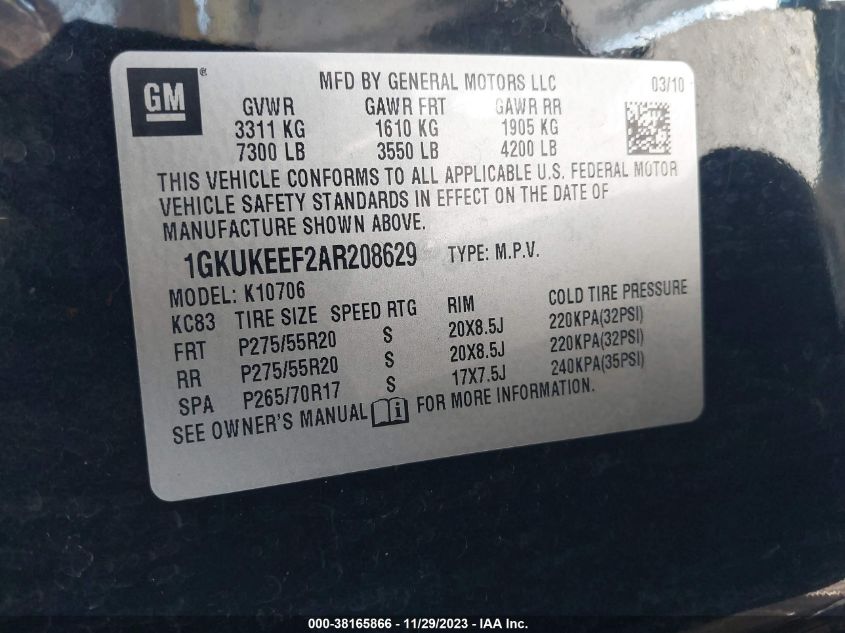 GM® MFD BY GENERAL MOTORS LLC 03/10
GVWR GAWR FRT GAWR RR
3311 KG 1610 KG 1905 KG
7300 LB 3550 LB 4200 LB
THIS VEHICLE CONFORMS TO ALL APPLICABLE U.S. FEDERAL MOTOR
VEHICLE SAFETY STANDARDS IN EFFECT ON THE DATE OF
MANUFACTURE SHOWN ABOVE.
1GKUKEEF2AR208629 TYPE: M.P.V.
MODEL: K10706
KC83 TIRE SIZE SPEED RTG RIM COLD TIRE PRESSURE
FRT P275/55R20 S 20X8.5J 220KPA(32PSI)
RR P275/55R20 S 20X8.5J 220KPA(32PSI)
SPA P265/70R17 S 17X7.5J 240KPA(35PSI)
SEE OWNER'S MANUAL i FOR MORE INFORMATION.
000-38165866 - 11/29/2023 - IAA Inc.